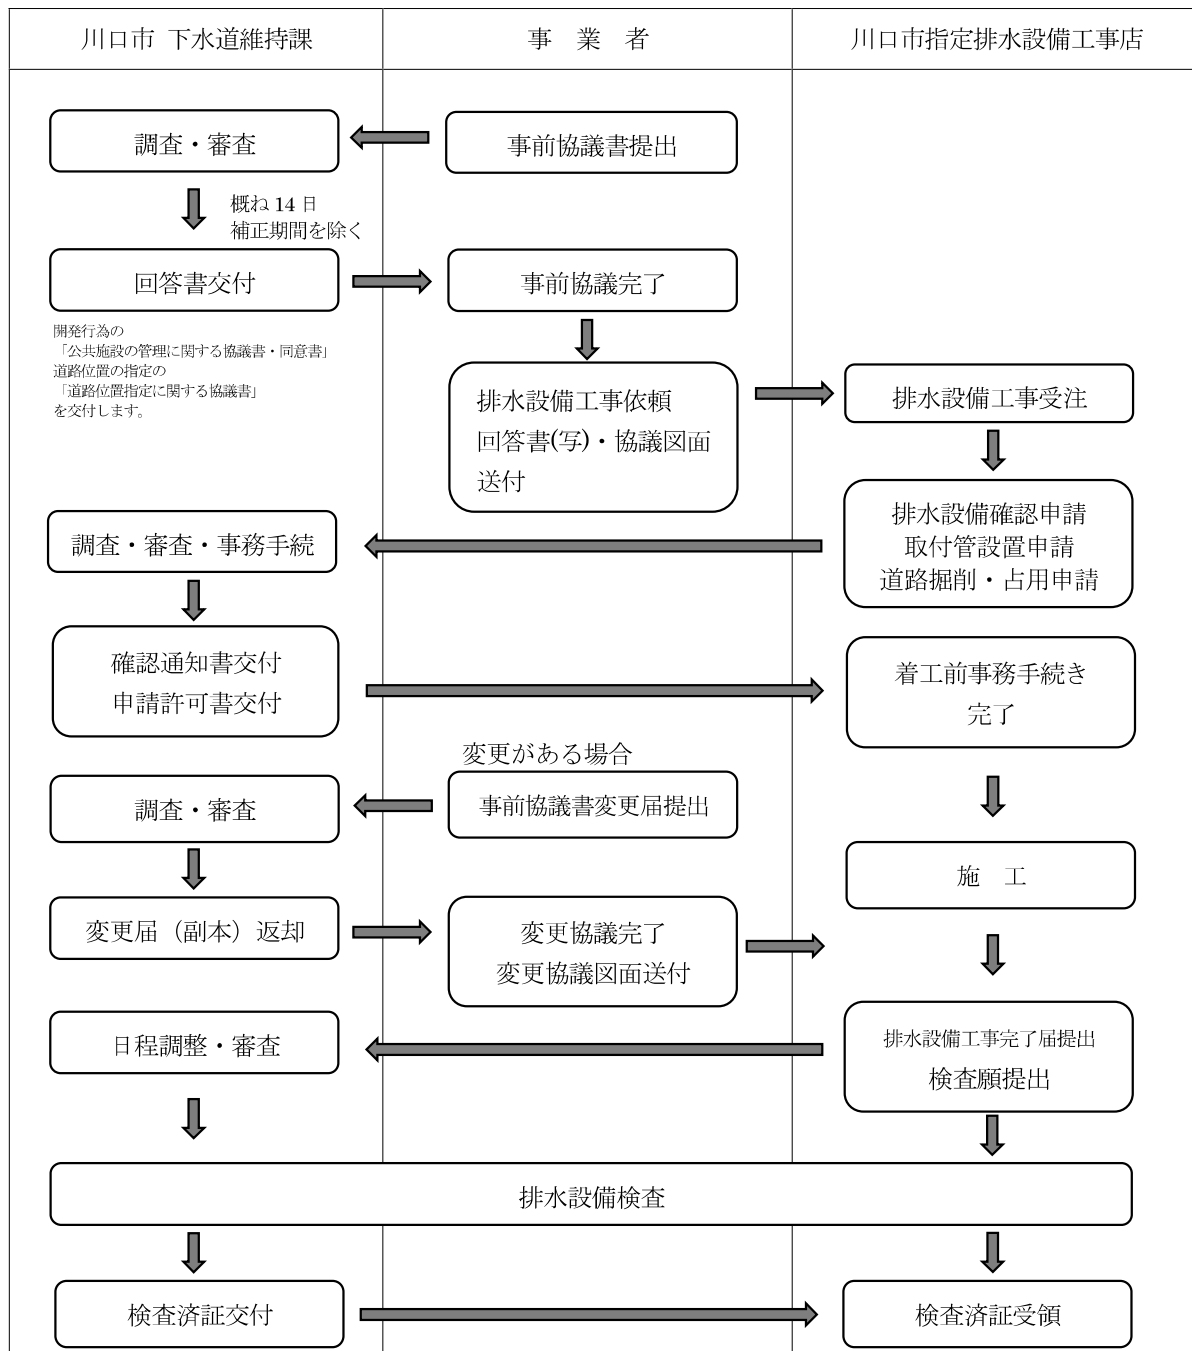 川口市 下水道維持課
事 業 者
川口市指定排水設備工事店
調査・審査
事前協議書提出
概ね 14 日
補正期間を除く
回答書交付
事前協議完了
開発行為の
「公共施設の管理に関する協議書・同意書」
道路位置の指定の
「道路位置指定に関する協議書」
を交付します。
排水設備工事依頼
回答書(写)・協議図面
送付
排水設備工事受注
排水設備確認申請
取付管設置申請
道路掘削・占用申請
調査・審査・事務手続
確認通知書交付
申請許可書交付
着工前事務手続き
完了
変更がある場合
事前協議書変更届提出
調査・審査
施 工
変更届（副本）返却
変更協議完了
変更協議図面送付
排水設備工事完了届提出
検査願提出
日程調整・審査
排水設備検査
検査済証交付
検査済証受領